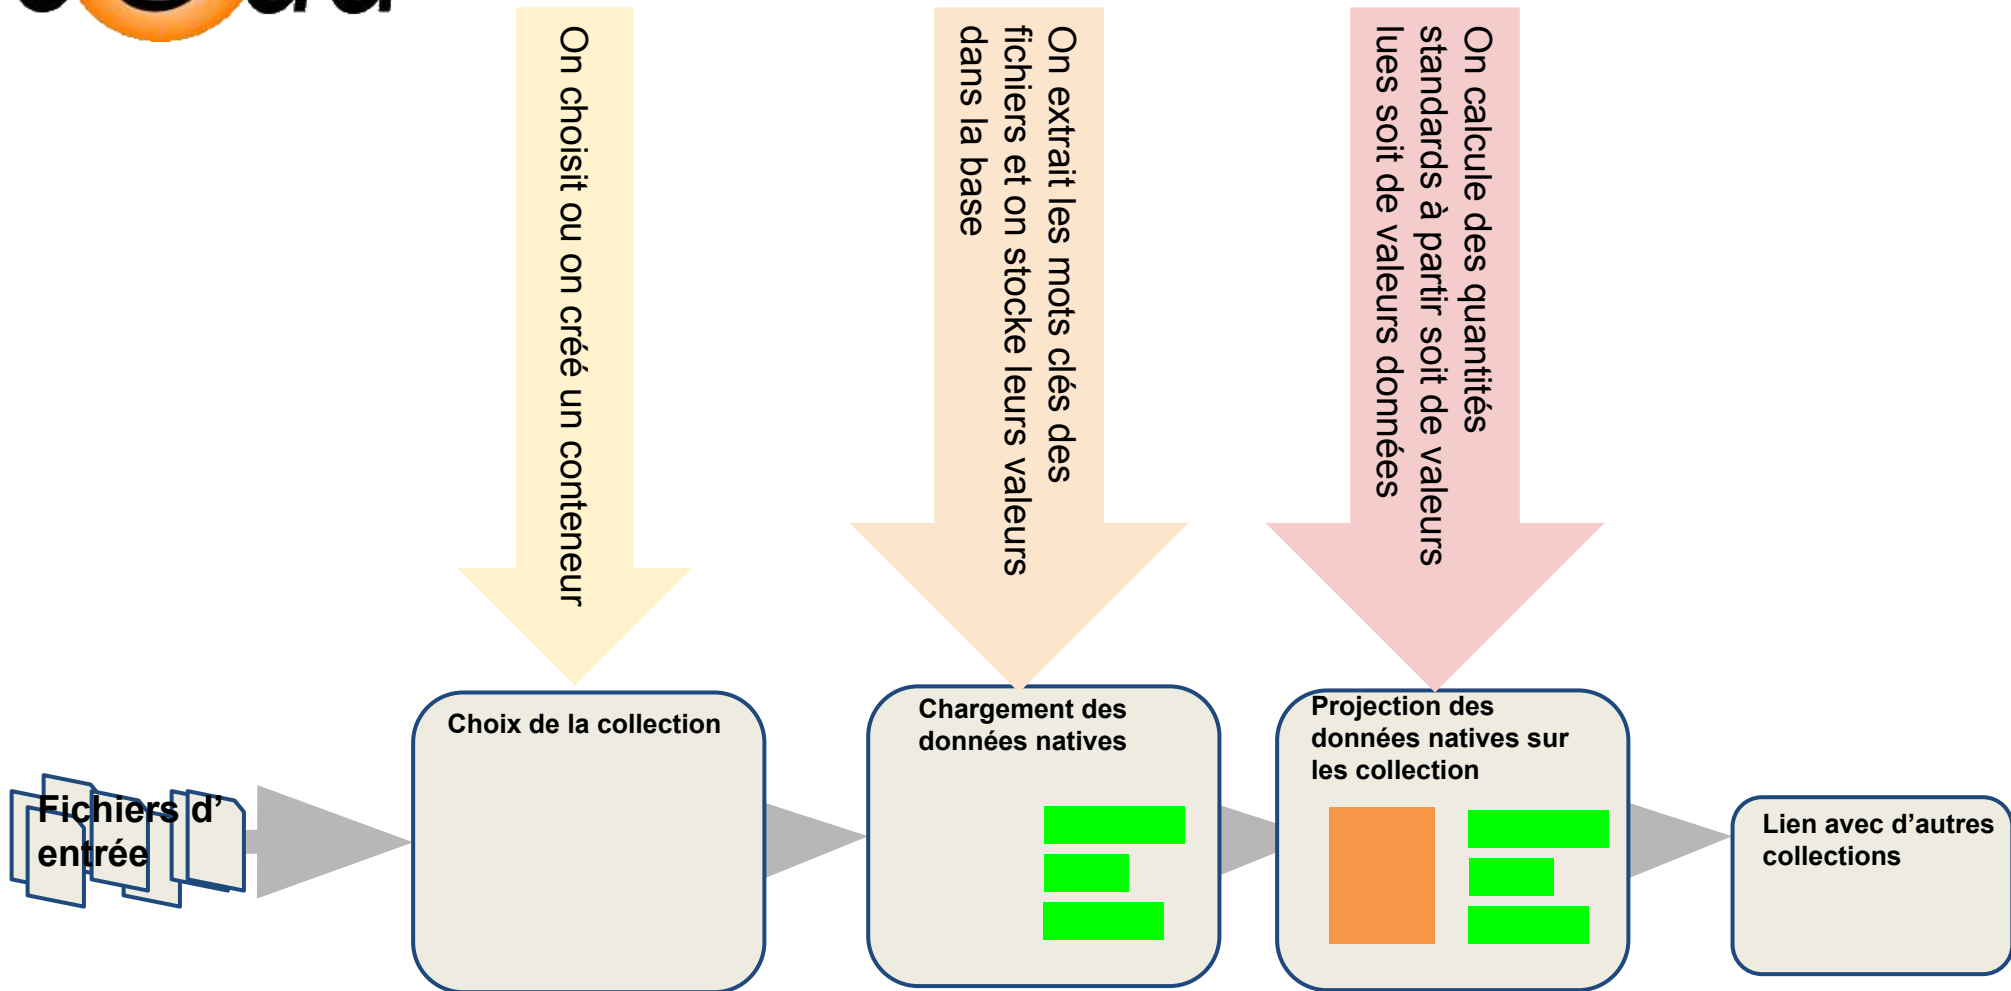 On choisit ou on créé un conteneur
On extrait les mots clés des
fichiers et on stocke leurs valeurs
dans la base
On calcule des quantités
standards à partir soit de valeurs
lues soit de valeurs données
Fichiers d’
entrée
Choix de la collection
Chargement des
données natives
Projection des
données natives sur
les collection
Lien avec d’autres
collections